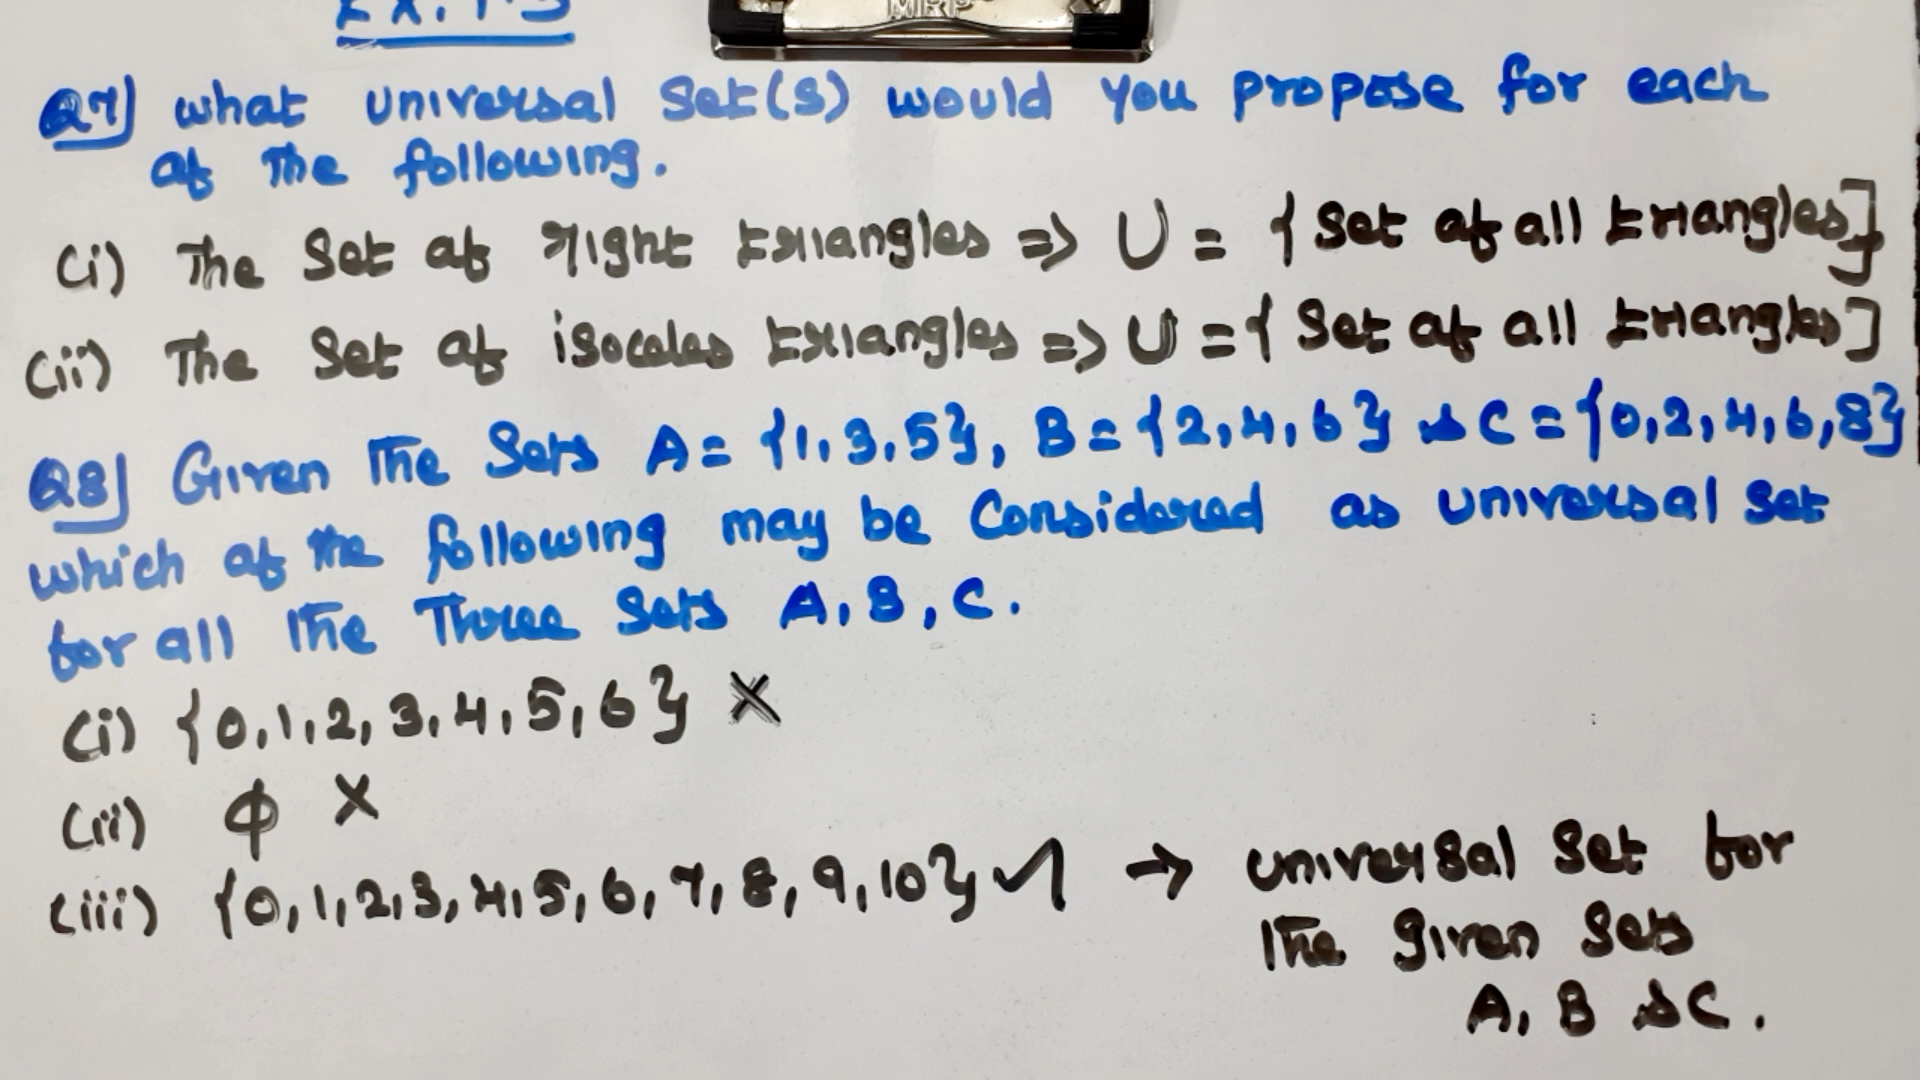 Ex. 1.3
MRP
Q7] what universal Set(s) would you propose for each
of The following.
(i) The Set of right triangles => U = { Set of all triangles}
(ii) The Set of isoceles triangles => U = { Set of all triangles}
Q8] Given The Sets A = {1,3,5}, B = {2,4,6} & C = {0,2,4,6,8}
which of the following may be Considered as universal Set
for all The Three Sets A, B, C.
(i) {0,1,2,3,4,5,6} ×
(ii) ϕ ×
(iii) {0,1,2,3,4,5,6,7,8,9,10} ✓ → universal Set for
The given Sets
A, B & C.